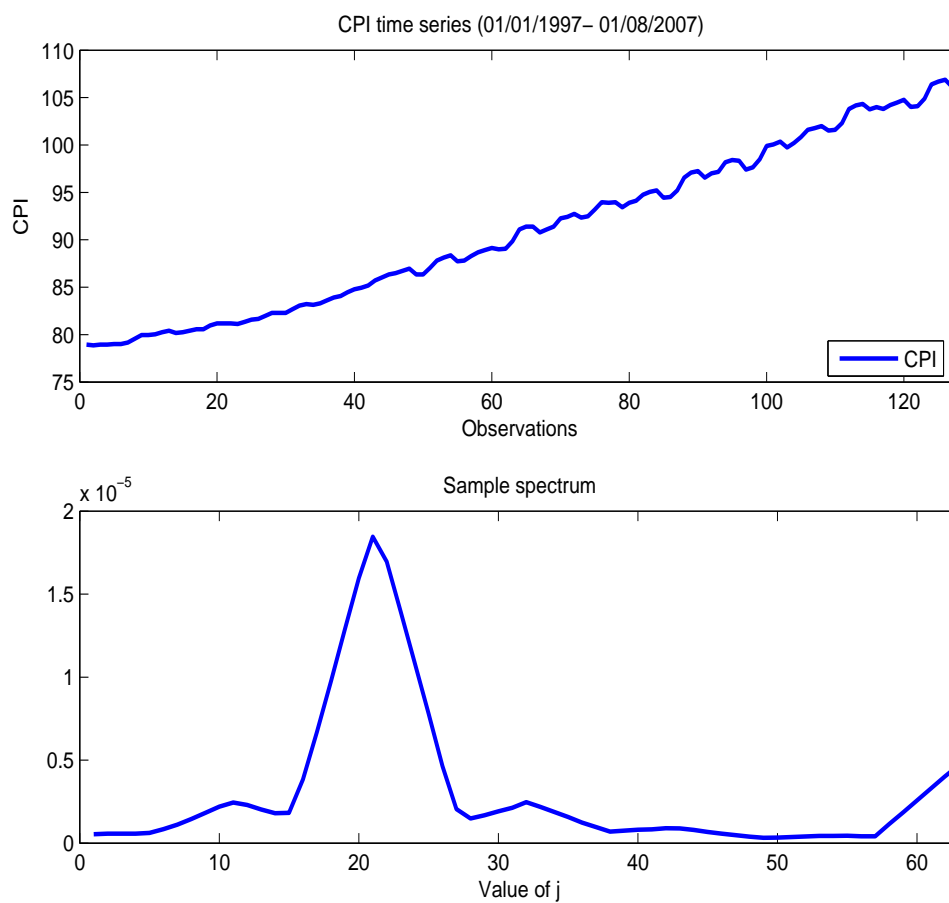 CPI time series (01/01/1997− 01/08/2007)
110
105
100
95
90
85
80
75
CPI
CPI
0 20 40 60 80 100 120
Observations
Sample spectrum
x 10−5
2
1.5
1
0.5
0
0 10 20 30 40 50 60
Value of j